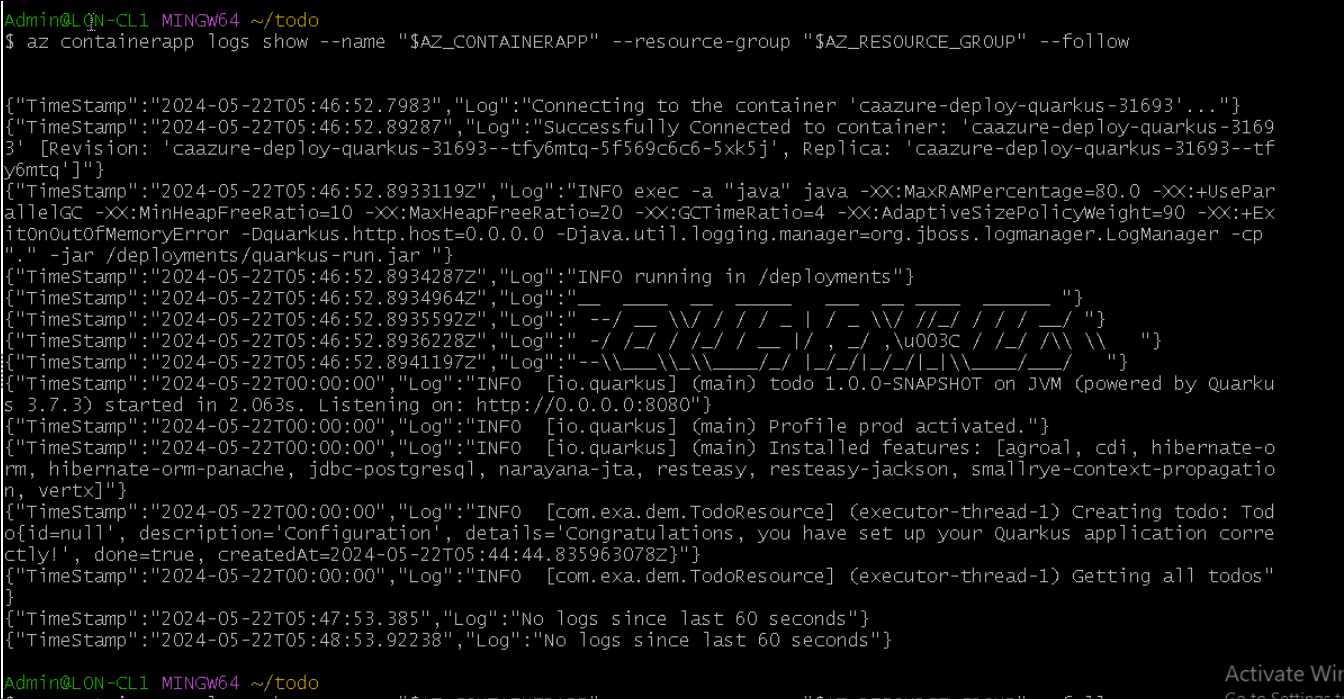 Admin@LON-CL1 MINGW64 ~/todo
$ az containerapp logs show --name "$AZ_CONTAINERAPP" --resource-group "$AZ_RESOURCE_GROUP" --follow
{"TimeStamp":"2024-05-22T05:46:52.7983","Log":"Connecting to the container 'caazure-deploy-quarkus-31693'..."}
{"TimeStamp":"2024-05-22T05:46:52.89287","Log":"Successfully Connected to container: 'caazure-deploy-quarkus-3169
3' [Revision: 'caazure-deploy-quarkus-31693--tfy6mtq-5f569c6c6-5xk5j', Replica: 'caazure-deploy-quarkus-31693--tf
y6mtq']"}
{"TimeStamp":"2024-05-22T05:46:52.8933119Z","Log":"INFO exec -a "java" java -XX:MaxRAMPercentage=80.0 -XX:+UsePar
allelGC -XX:MinHeapFreeRatio=10 -XX:MaxHeapFreeRatio=20 -XX:GCTimeRatio=4 -XX:AdaptiveSizePolicyWeight=90 -XX:+Ex
itOnOutOfMemoryError -Dquarkus.http.host=0.0.0.0 -Djava.util.logging.manager=org.jboss.logmanager.LogManager -cp
"." -jar /deployments/quarkus-run.jar "}
{"TimeStamp":"2024-05-22T05:46:52.8934287Z","Log":"INFO running in /deployments"}
{"TimeStamp":"2024-05-22T05:46:52.8934964Z","Log":"__  ____  __  _____   ___  __ ____  ______ "}
{"TimeStamp":"2024-05-22T05:46:52.8935592Z","Log":" --/ __ \\/ / / / _ | / _ \\/ //_/ / / / __/ "}
{"TimeStamp":"2024-05-22T05:46:52.8936228Z","Log":" -/ /_/ / /_/ / __ |/ , _/ ,\u003c / /_/ /\\ \\   "}
{"TimeStamp":"2024-05-22T05:46:52.8941197Z","Log":"--\\___\\_\\____/_/ |_/_/|_/_/|_|\\____/___/   "}
{"TimeStamp":"2024-05-22T00:00:00","Log":"INFO  [io.quarkus] (main) todo 1.0.0-SNAPSHOT on JVM (powered by Quarku
s 3.7.3) started in 2.063s. Listening on: http://0.0.0.0:8080"}
{"TimeStamp":"2024-05-22T00:00:00","Log":"INFO  [io.quarkus] (main) Profile prod activated."}
{"TimeStamp":"2024-05-22T00:00:00","Log":"INFO  [io.quarkus] (main) Installed features: [agroal, cdi, hibernate-o
rm, hibernate-orm-panache, jdbc-postgresql, narayana-jta, resteasy, resteasy-jackson, smallrye-context-propagatio
n, vertx]"}
{"TimeStamp":"2024-05-22T00:00:00","Log":"INFO  [com.exa.dem.TodoResource] (executor-thread-1) Creating todo: Tod
o{id=null', description='Configuration', details='Congratulations, you have set up your Quarkus application corre
ctly!', done=true, createdAt=2024-05-22T05:44:44.835963078Z}"}
{"TimeStamp":"2024-05-22T00:00:00","Log":"INFO  [com.exa.dem.TodoResource] (executor-thread-1) Getting all todos"
}
{"TimeStamp":"2024-05-22T05:47:53.385","Log":"No logs since last 60 seconds"}
{"TimeStamp":"2024-05-22T05:48:53.92238","Log":"No logs since last 60 seconds"}
Admin@LON-CL1 MINGW64 ~/todo
Activate Win